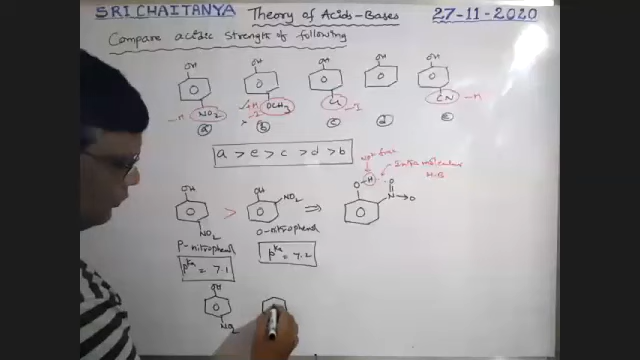 SRI CHAITANYA Theory of Acids-Bases 27-11-2020
Compare acidic strength of following
OH OH OH OH OH
-M NO2 +M OCH3 -I Cl -I CN -M
a b c d e
a > e > c > d > b
OH OH NO2 Not free Intramolecular H.B
O H O
N→O
NO2 > ⇒
P-nitrophenol O-nitrophenol
pKa = 7.1 pKa = 7.2
OH
NO2